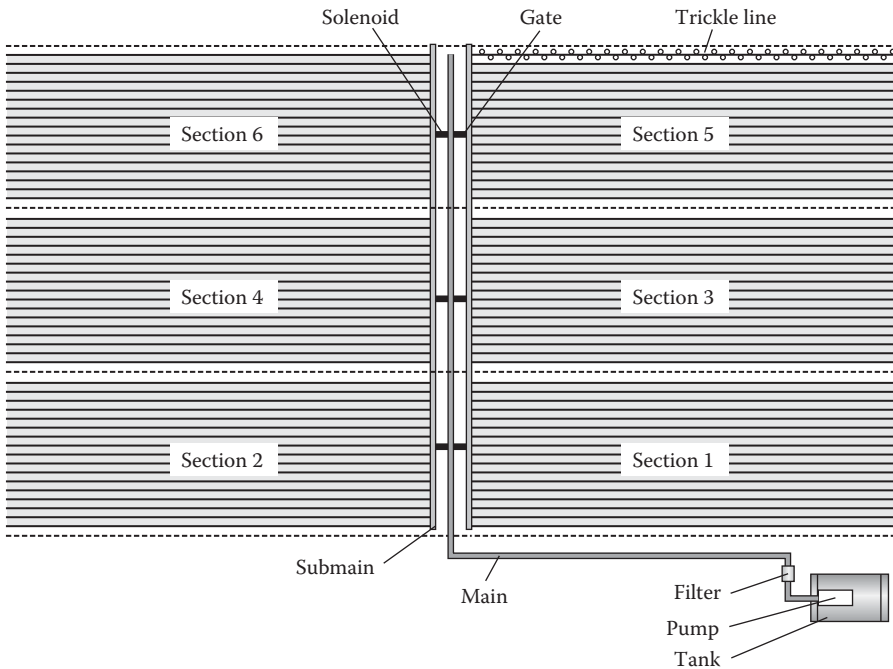 Solenoid
Gate
Trickle line
Section 6
Section 5
Section 4
Section 3
Section 2
Section 1
Submain
Main
Filter
Pump
Tank